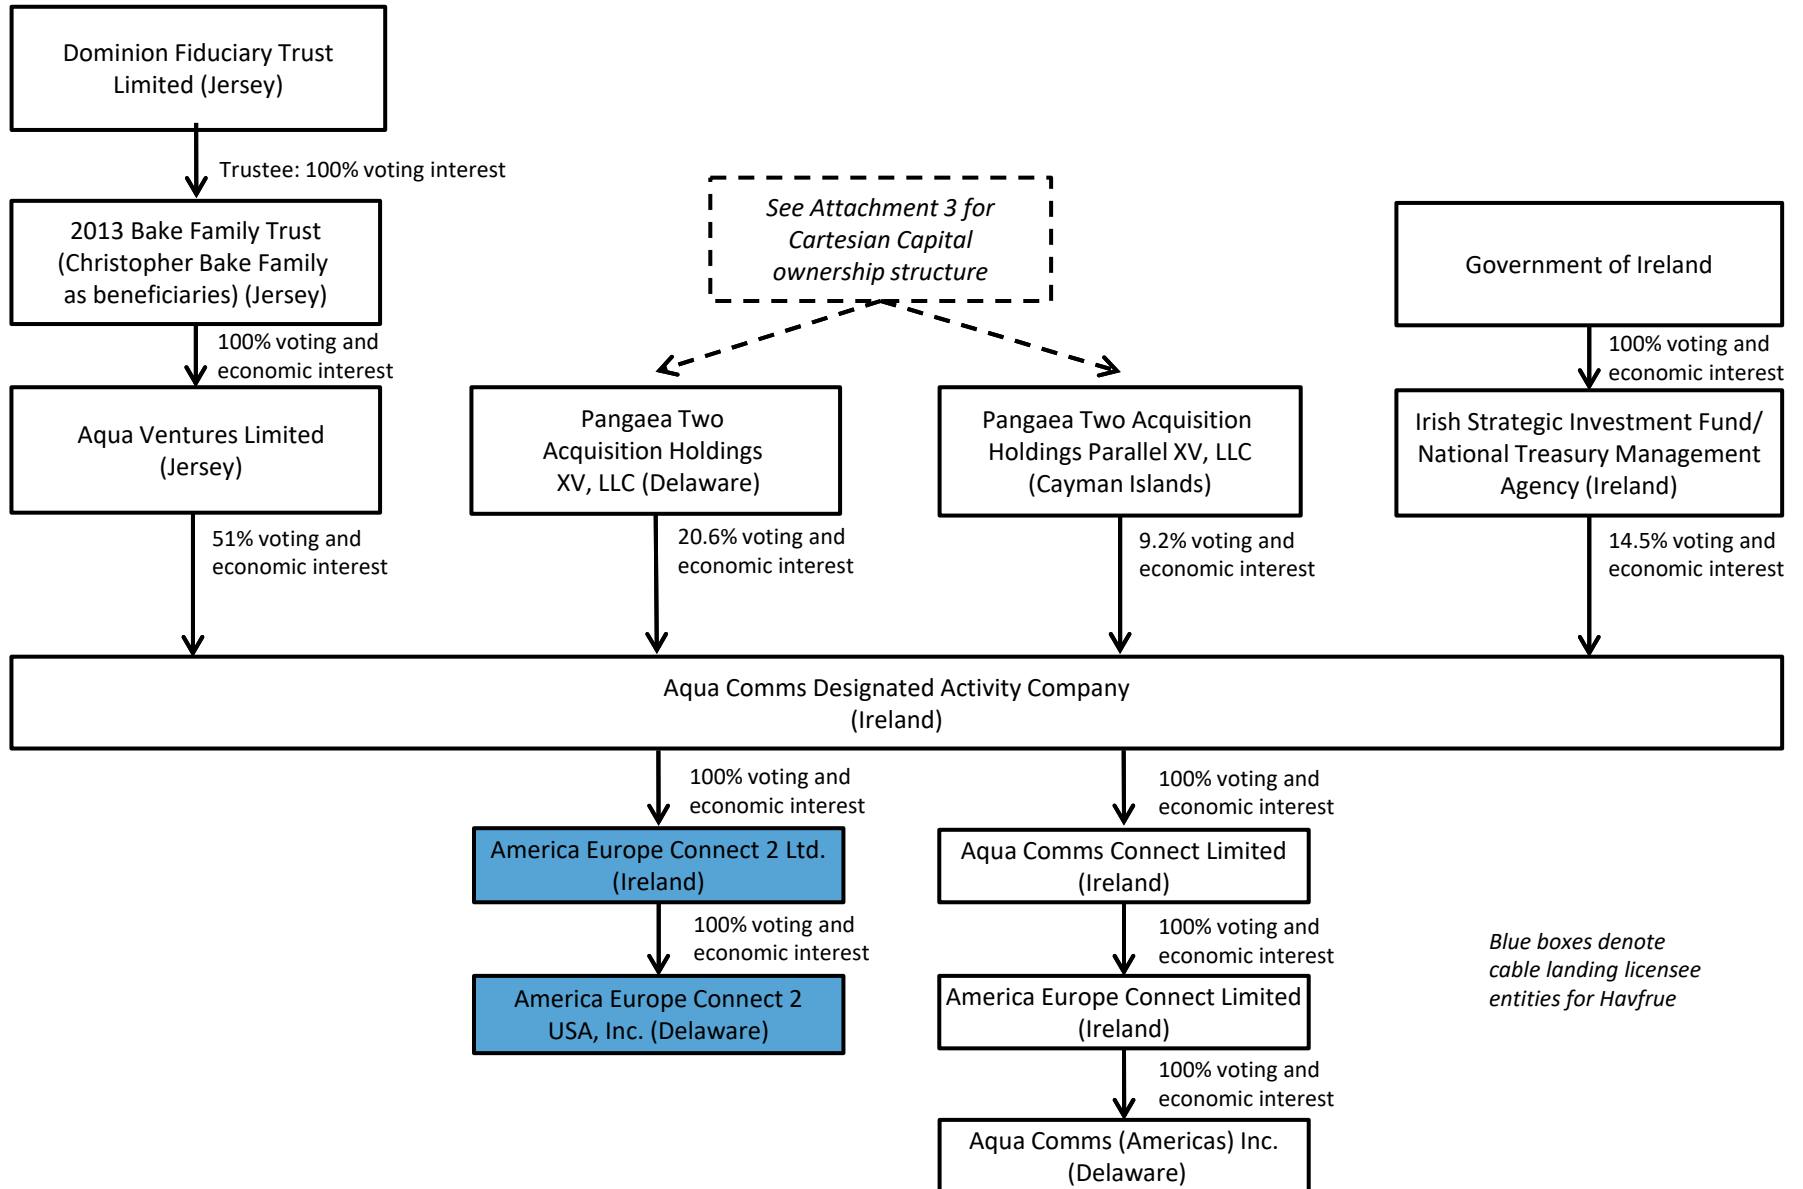 Dominion Fiduciary Trust
Limited (Jersey)
Trustee: 100% voting interest
2013 Bake Family Trust
(Christopher Bake Family
as beneficiaries) (Jersey)
See Attachment 3 for
Cartesian Capital
ownership structure
Government of Ireland
100% voting and
economic interest
100% voting and
economic interest
Aqua Ventures Limited
(Jersey)
Pangaea Two
Acquisition Holdings
XV, LLC (Delaware)
Pangaea Two Acquisition
Holdings Parallel XV, LLC
(Cayman Islands)
Irish Strategic Investment Fund/
National Treasury Management
Agency (Ireland)
51% voting and
economic interest
20.6% voting and
economic interest
9.2% voting and
economic interest
14.5% voting and
economic interest
Aqua Comms Designated Activity Company
(Ireland)
100% voting and
economic interest
100% voting and
economic interest
America Europe Connect 2 Ltd.
(Ireland)
Aqua Comms Connect Limited
(Ireland)
100% voting and
economic interest
100% voting and
economic interest
America Europe Connect 2
USA, Inc. (Delaware)
America Europe Connect Limited
(Ireland)
Blue boxes denote
cable landing licensee
entities for Havfrue
100% voting and
economic interest
Aqua Comms (Americas) Inc.
(Delaware)